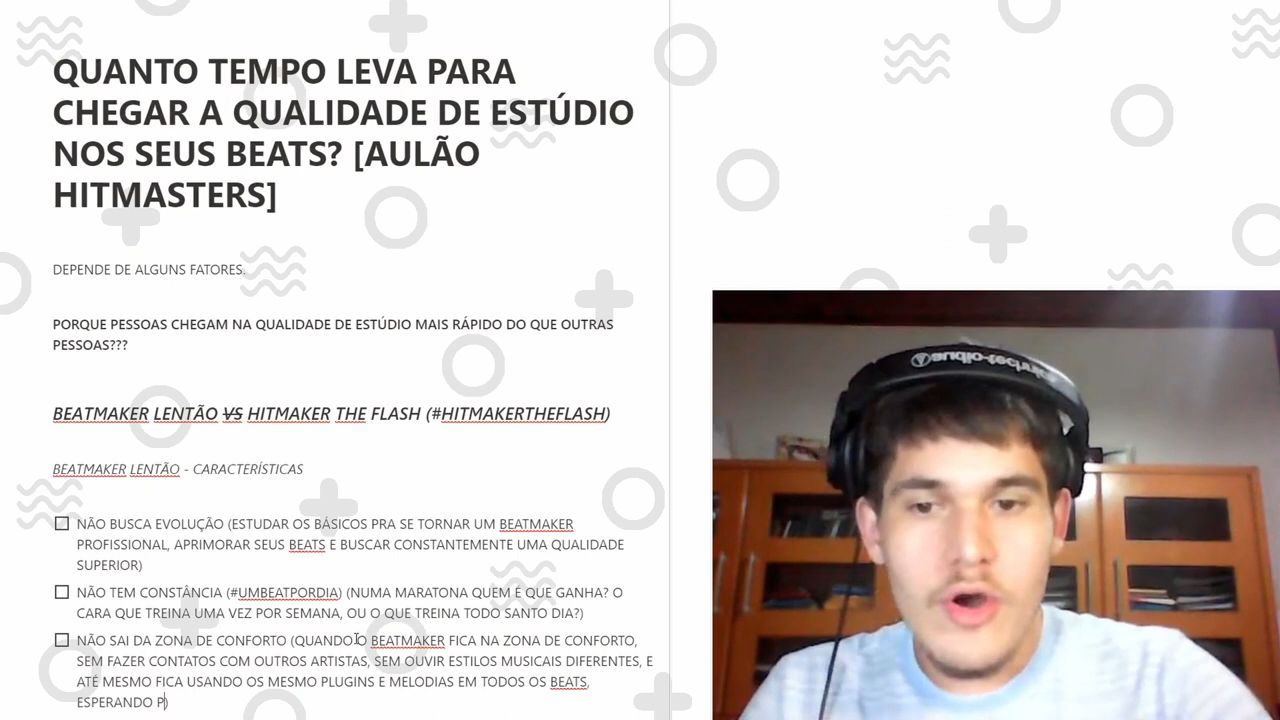 QUANTO TEMPO LEVA PARA
CHEGAR A QUALIDADE DE ESTÚDIO
NOS SEUS BEATS? [AULÃO
HITMASTERS]
DEPENDE DE ALGUNS FATORES.
PORQUE PESSOAS CHEGAM NA QUALIDADE DE ESTÚDIO MAIS RÁPIDO DO QUE OUTRAS
PESSOAS???
BEATMAKER LENTÃO VS HITMAKER THE FLASH (#HITMAKERTHEFLASH)
BEATMAKER LENTÃO - CARACTERÍSTICAS
NÃO BUSCA EVOLUÇÃO (ESTUDAR OS BÁSICOS PRA SE TORNAR UM BEATMAKER
PROFISSIONAL, APRIMORAR SEUS BEATS E BUSCAR CONSTANTEMENTE UMA QUALIDADE
SUPERIOR)
NÃO TEM CONSTÂNCIA (#UMBEATPORDIA) (NUMA MARATONA QUEM É QUE GANHA? O
CARA QUE TREINA UMA VEZ POR SEMANA, OU O QUE TREINA TODO SANTO DIA?)
NÃO SAI DA ZONA DE CONFORTO (QUANDO O BEATMAKER FICA NA ZONA DE CONFORTO,
SEM FAZER CONTATOS COM OUTROS ARTISTAS, SEM OUVIR ESTILOS MUSICAIS DIFERENTES, E
ATÉ MESMO FICA USANDO OS MESMO PLUGINS E MELODIAS EM TODOS OS BEATS,
ESPERANDO P)
audio-technica